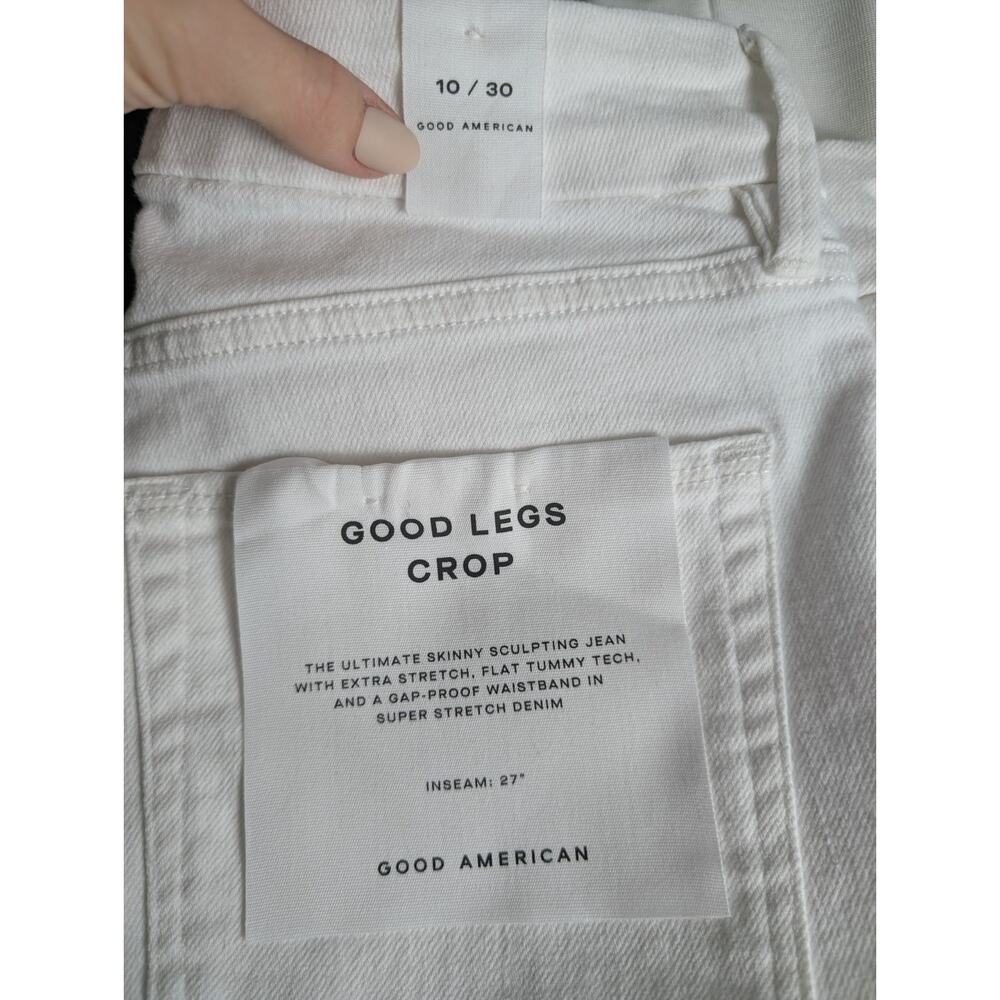 10 / 30
GOOD AMERICAN
GOOD LEGS
CROP
THE ULTIMATE SKINNY SCULPTING JEAN
WITH EXTRA STRETCH, FLAT TUMMY TECH,
AND A GAP-PROOF WAISTBAND IN
SUPER STRETCH DENIM
INSEAM: 27"
GOOD AMERICAN